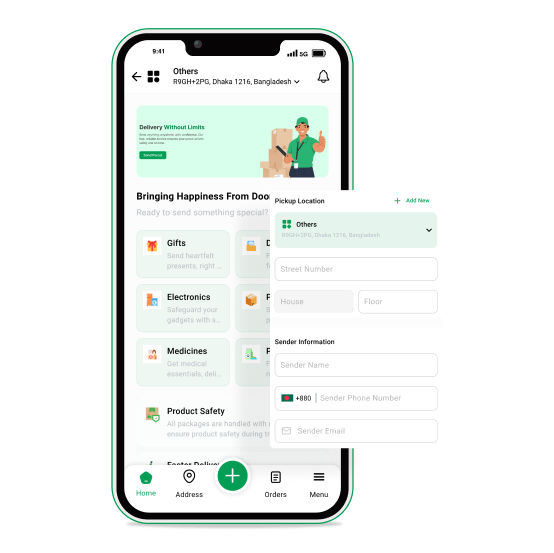 9:41
5G
Others
R9GH+2PG, Dhaka 1216, Bangladesh
Delivery Without Limits
Send Parcel
Bringing Happiness From Doo
Ready to send something special?
Gifts
Send heartfelt
presents, right ...
D
F
f
Electronics
Safeguard your
gadgets with s...
P
S
p
Medicines
Get medical
essentials, deli...
P
F
Product Safety
All packages are handled with
ensure product safety during t
Faster Delive
Home
Address
Orders
Menu
Pickup Location
Add New
Others
R9GH+2PG, Dhaka 1216, Bangladesh
Street Number
House
Floor
Sender Information
Sender Name
+880
Sender Phone Number
Sender Email